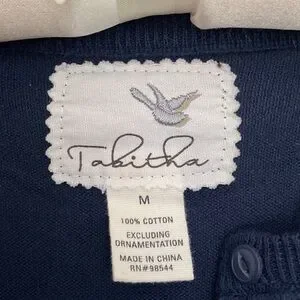 Tabitha
M
100% COTTON
EXCLUDING
ORNAMENTATION
MADE IN CHINA
RN#98544